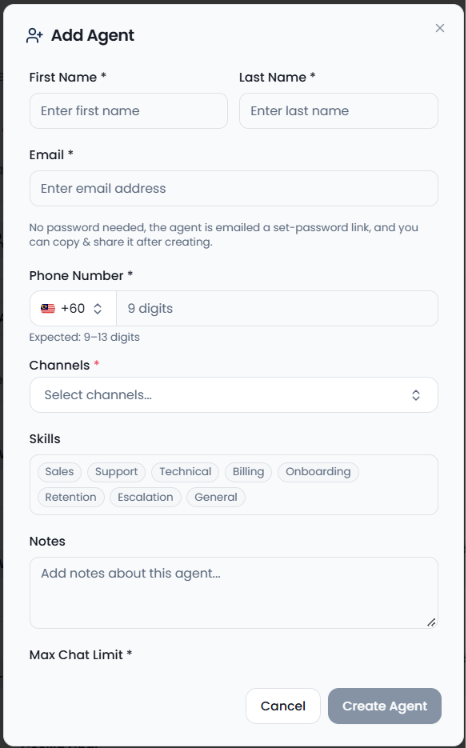 Add Agent
First Name *
Last Name *
Enter first name
Enter last name
Email *
Enter email address
No password needed, the agent is emailed a set-password link, and you
can copy & share it after creating.
Phone Number *
+60
9 digits
Expected: 9–13 digits
Channels *
Select channels...
Skills
Sales Support Technical Billing Onboarding
Retention Escalation General
Notes
Add notes about this agent...
Max Chat Limit *
Cancel
Create Agent